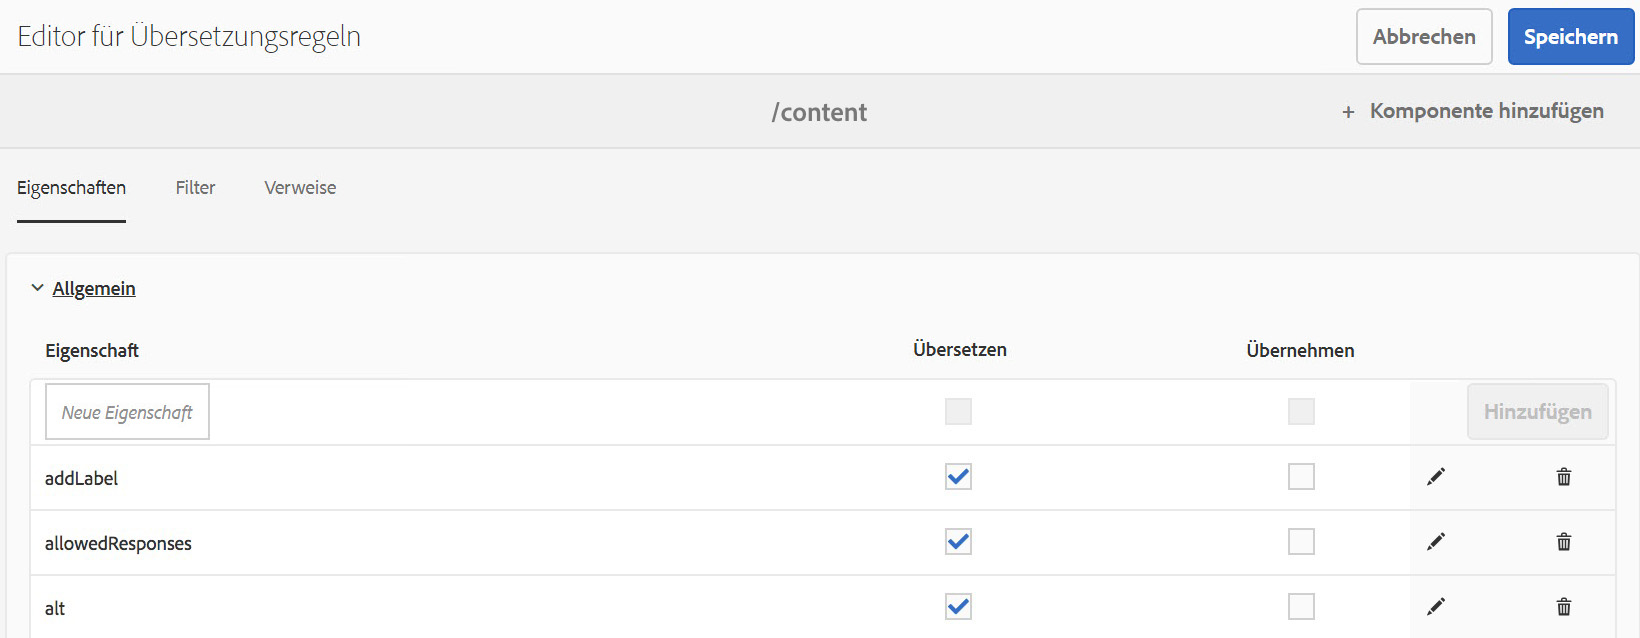 Editor für Übersetzungsregeln
Abbrechen
Speichern
/content
+ Komponente hinzufügen
Eigenschaften Filter Verweise
Allgemein
Eigenschaft Übersetzen Übernehmen
Neue Eigenschaft
Hinzufügen
addLabel
allowedResponses
alt